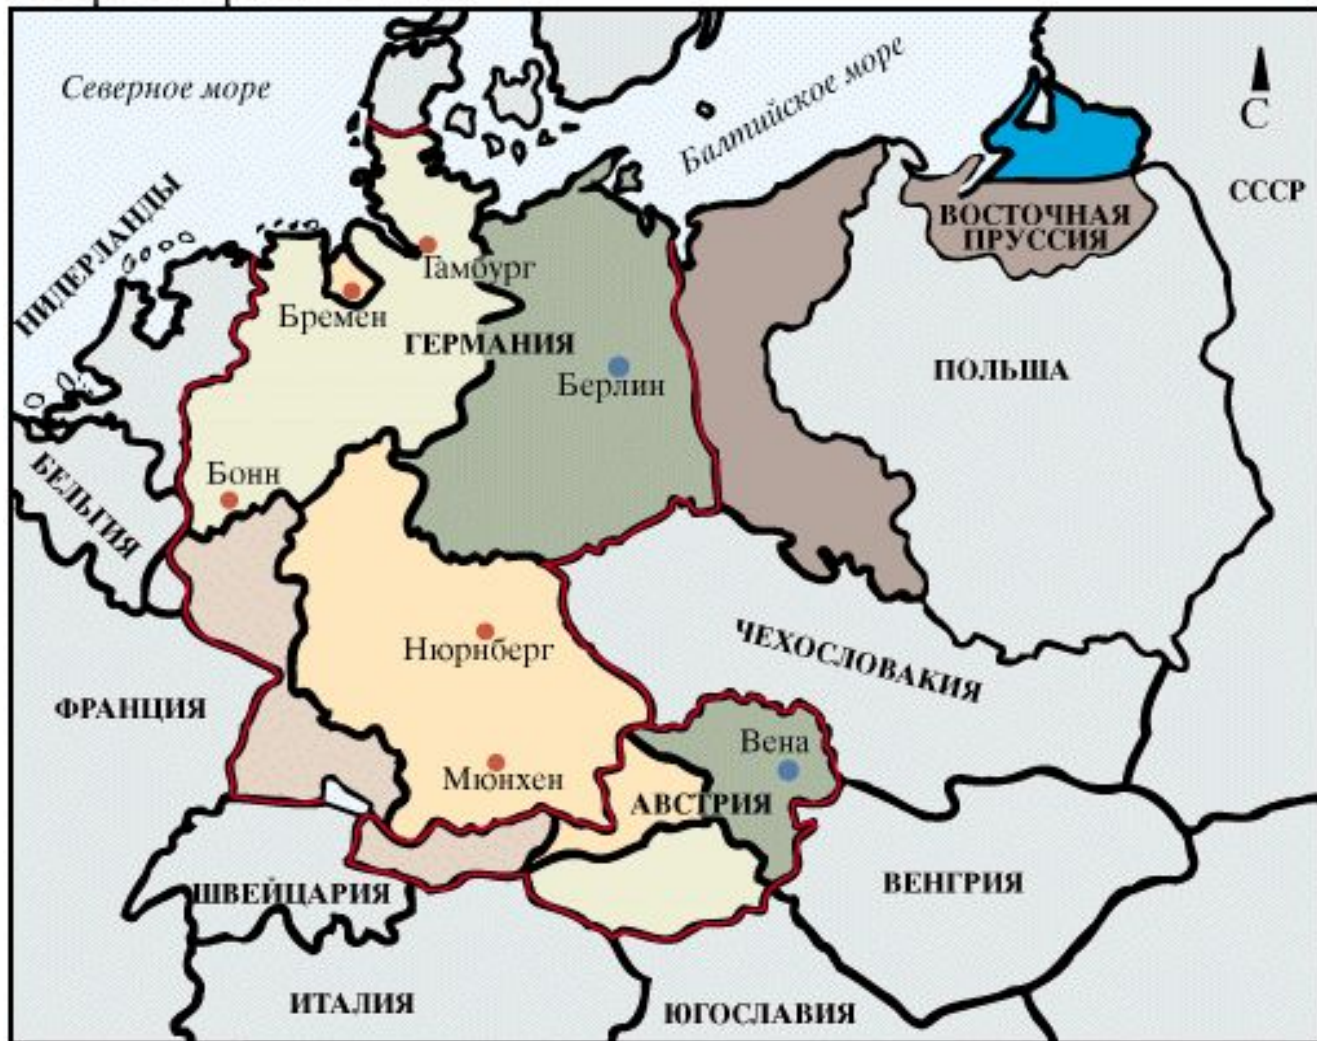 Северное море
Балтийское море
С
СССР
НИДЕРЛАНДЫ
ВОСТОЧНАЯ
ПРУССИЯ
Гамбург
Бремен
ГЕРМАНИЯ
Берлин
ПОЛЬША
БЕЛЬГИЯ
Бонн
Нюрнберг
ЧЕХОСЛОВАКИЯ
ФРАНЦИЯ
Вена
Мюнхен
АВСТРИЯ
ШВЕЙЦАРИЯ
ВЕНГРИЯ
ИТАЛИЯ
ЮГОСЛАВИЯ